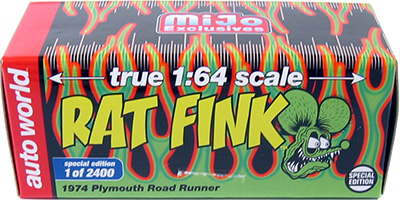 MiJo
Exclusives
true 1:64 scale
auto world
RAT FINK
special edition
1 of 2400
SPECIAL
EDITION
1974 Plymouth Road Runner